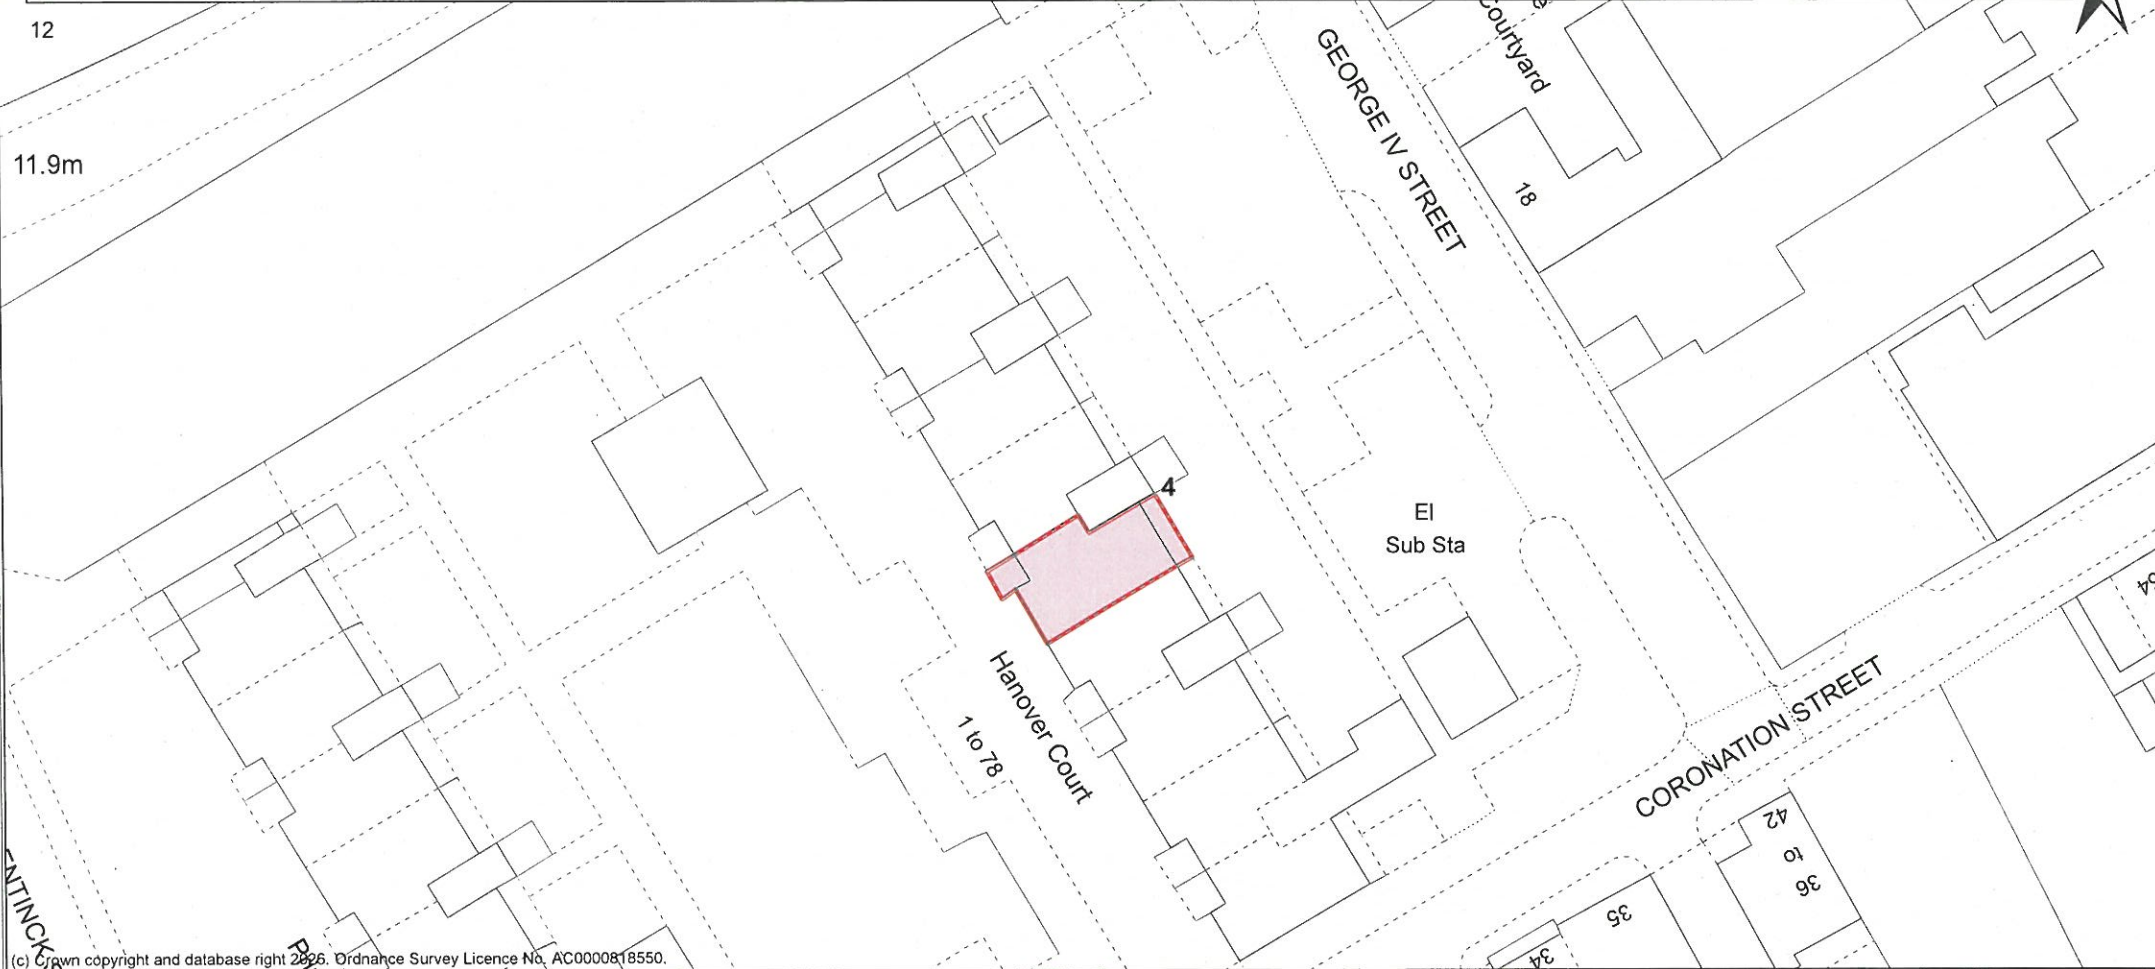 12
11.9m
GEORGE IV STREET
Courtyard
18
4
El
Sub Sta
Hanover Court
1 to 78
CORONATION STREET
42
to
36
35
34
(c) Crown copyright and database right 2026. Ordnance Survey Licence No. AC0000818550.